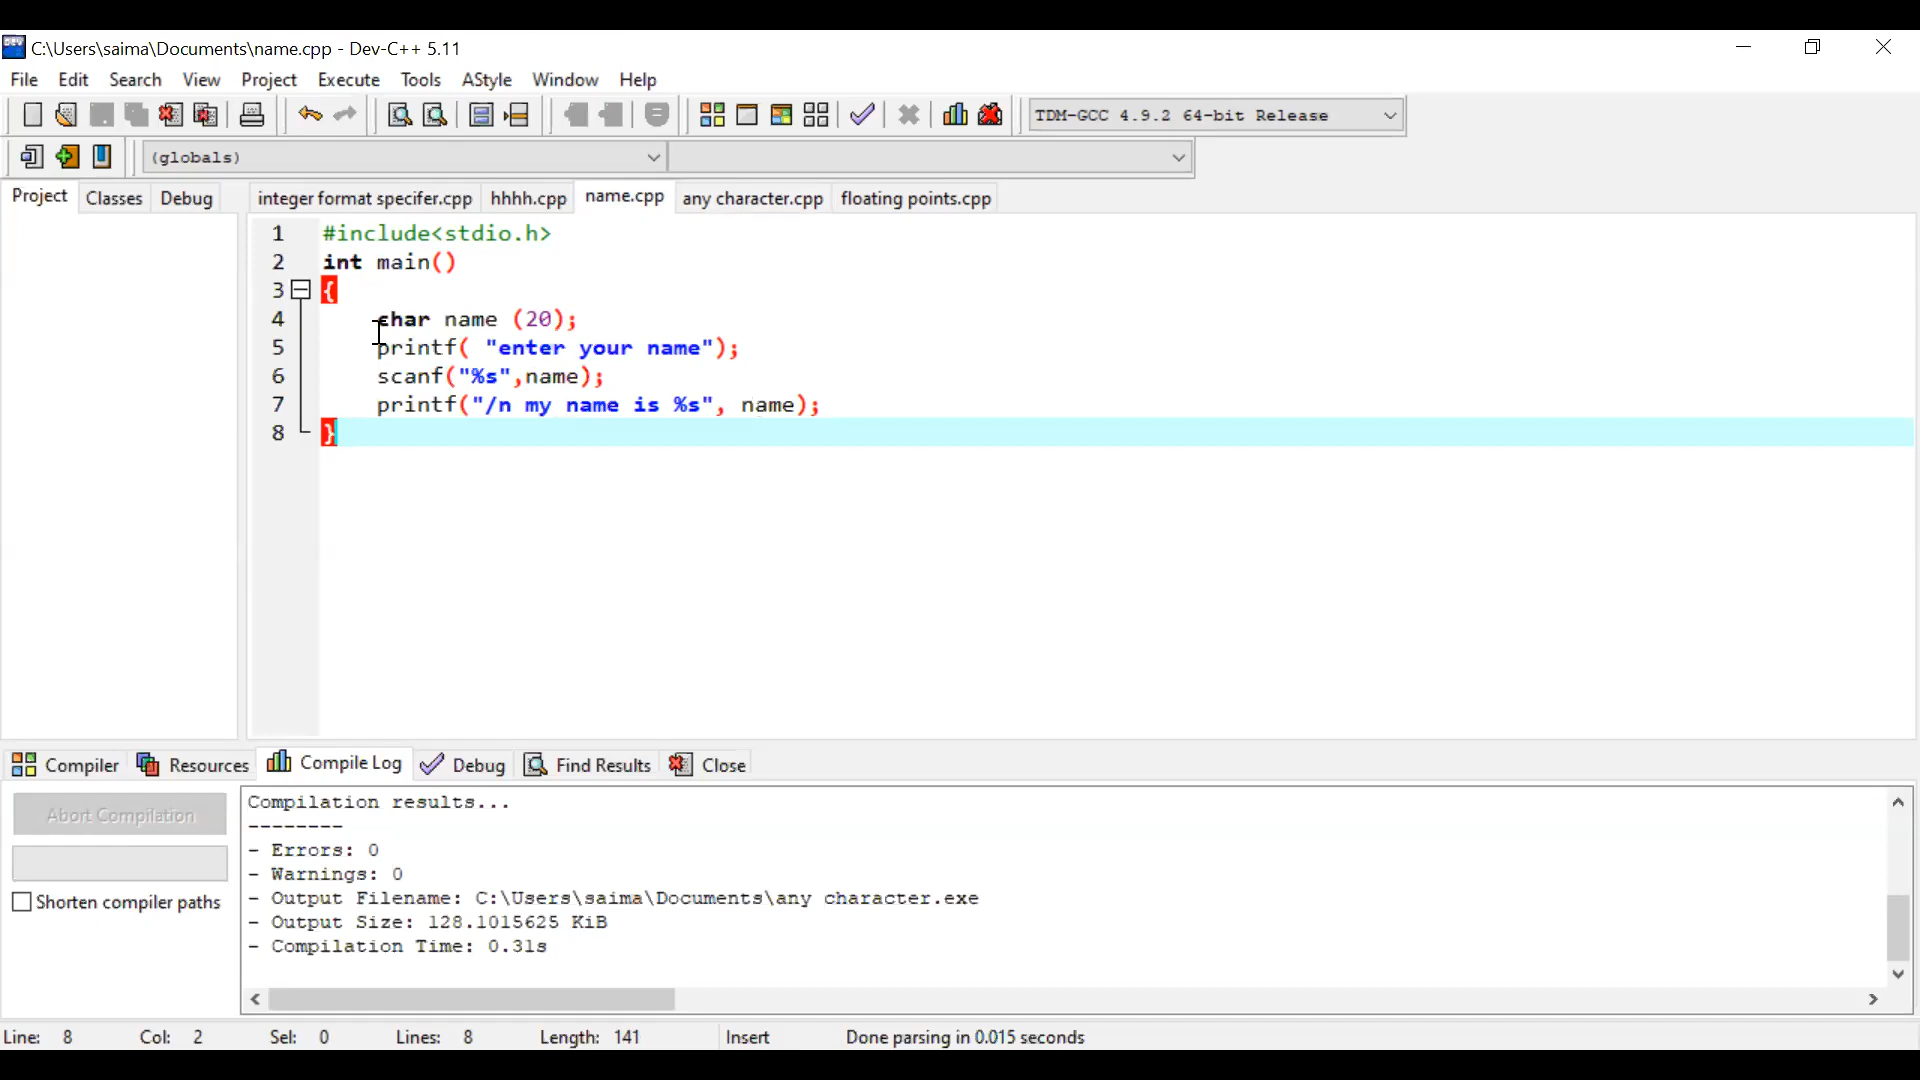 C:\Users\saima\Documents\name.cpp - Dev-C++ 5.11
File Edit Search View Project Execute Tools AStyle Window Help
TDM-GCC 4.9.2 64-bit Release
(globals)
Project Classes Debug
integer format specifer.cpp hhhh.cpp name.cpp any character.cpp floating points.cpp
1 #include<stdio.h>
2 int main()
3 {
4 char name (20);
5 printf( "enter your name");
6 scanf("%s",name);
7 printf("/n my name is %s", name);
8 }
Compiler Resources Compile Log Debug Find Results Close
Abort Compilation
Shorten compiler paths
Compilation results...
--------
- Errors: 0
- Warnings: 0
- Output Filename: C:\Users\saima\Documents\any character.exe
- Output Size: 128.1015625 KiB
- Compilation Time: 0.31s
Line: 8 Col: 2 Sel: 0 Lines: 8 Length: 141 Insert Done parsing in 0.015 seconds